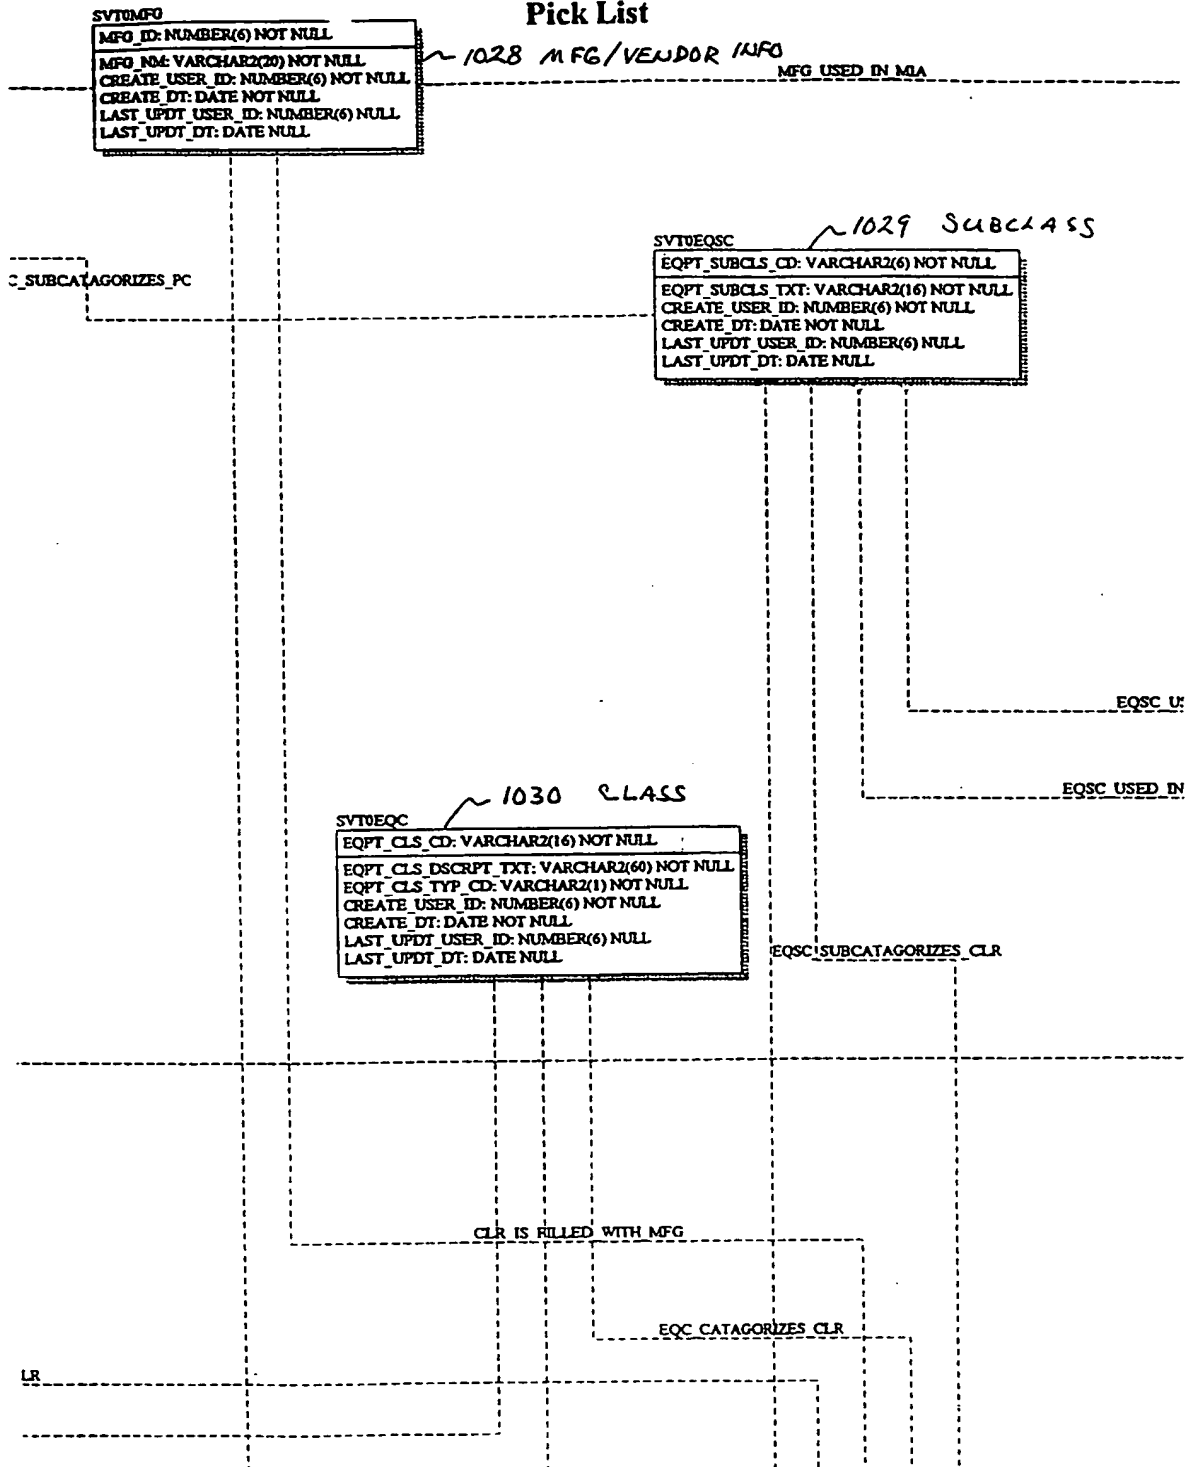 Pick List
SVT0MFG
MFG_ID: NUMBER(6) NOT NULL
MFG_NM: VARCHAR2(20) NOT NULL
CREATE_USER_ID: NUMBER(6) NOT NULL
CREATE_DT: DATE NOT NULL
LAST_UPDT_USER_ID: NUMBER(6) NULL
LAST_UPDT_DT: DATE NULL
1028 MFG/VENDOR INFO
MFG_USED_IN_MIA
1029 SUBCLASS
SVT0EQSC
EQPT_SUBCLS_CD: VARCHAR2(6) NOT NULL
EQPT_SUBCLS_TXT: VARCHAR2(16) NOT NULL
CREATE_USER_ID: NUMBER(6) NOT NULL
CREATE_DT: DATE NOT NULL
LAST_UPDT_USER_ID: NUMBER(6) NULL
LAST_UPDT_DT: DATE NULL
C_SUBCATAGORIZES_PC
EQSC_U
EQSC_USED_IN
1030 CLASS
SVT0EQC
EQPT_CLS_CD: VARCHAR2(16) NOT NULL
EQPT_CLS_DSCRPT_TXT: VARCHAR2(60) NOT NULL
EQPT_CLS_TYP_CD: VARCHAR2(1) NOT NULL
CREATE_USER_ID: NUMBER(6) NOT NULL
CREATE_DT: DATE NOT NULL
LAST_UPDT_USER_ID: NUMBER(6) NULL
LAST_UPDT_DT: DATE NULL
EQSC_SUBCATAGORIZES_CLR
CLR_IS_FILLED_WITH_MFG
EQC_CATAGORIZES_CLR
LR